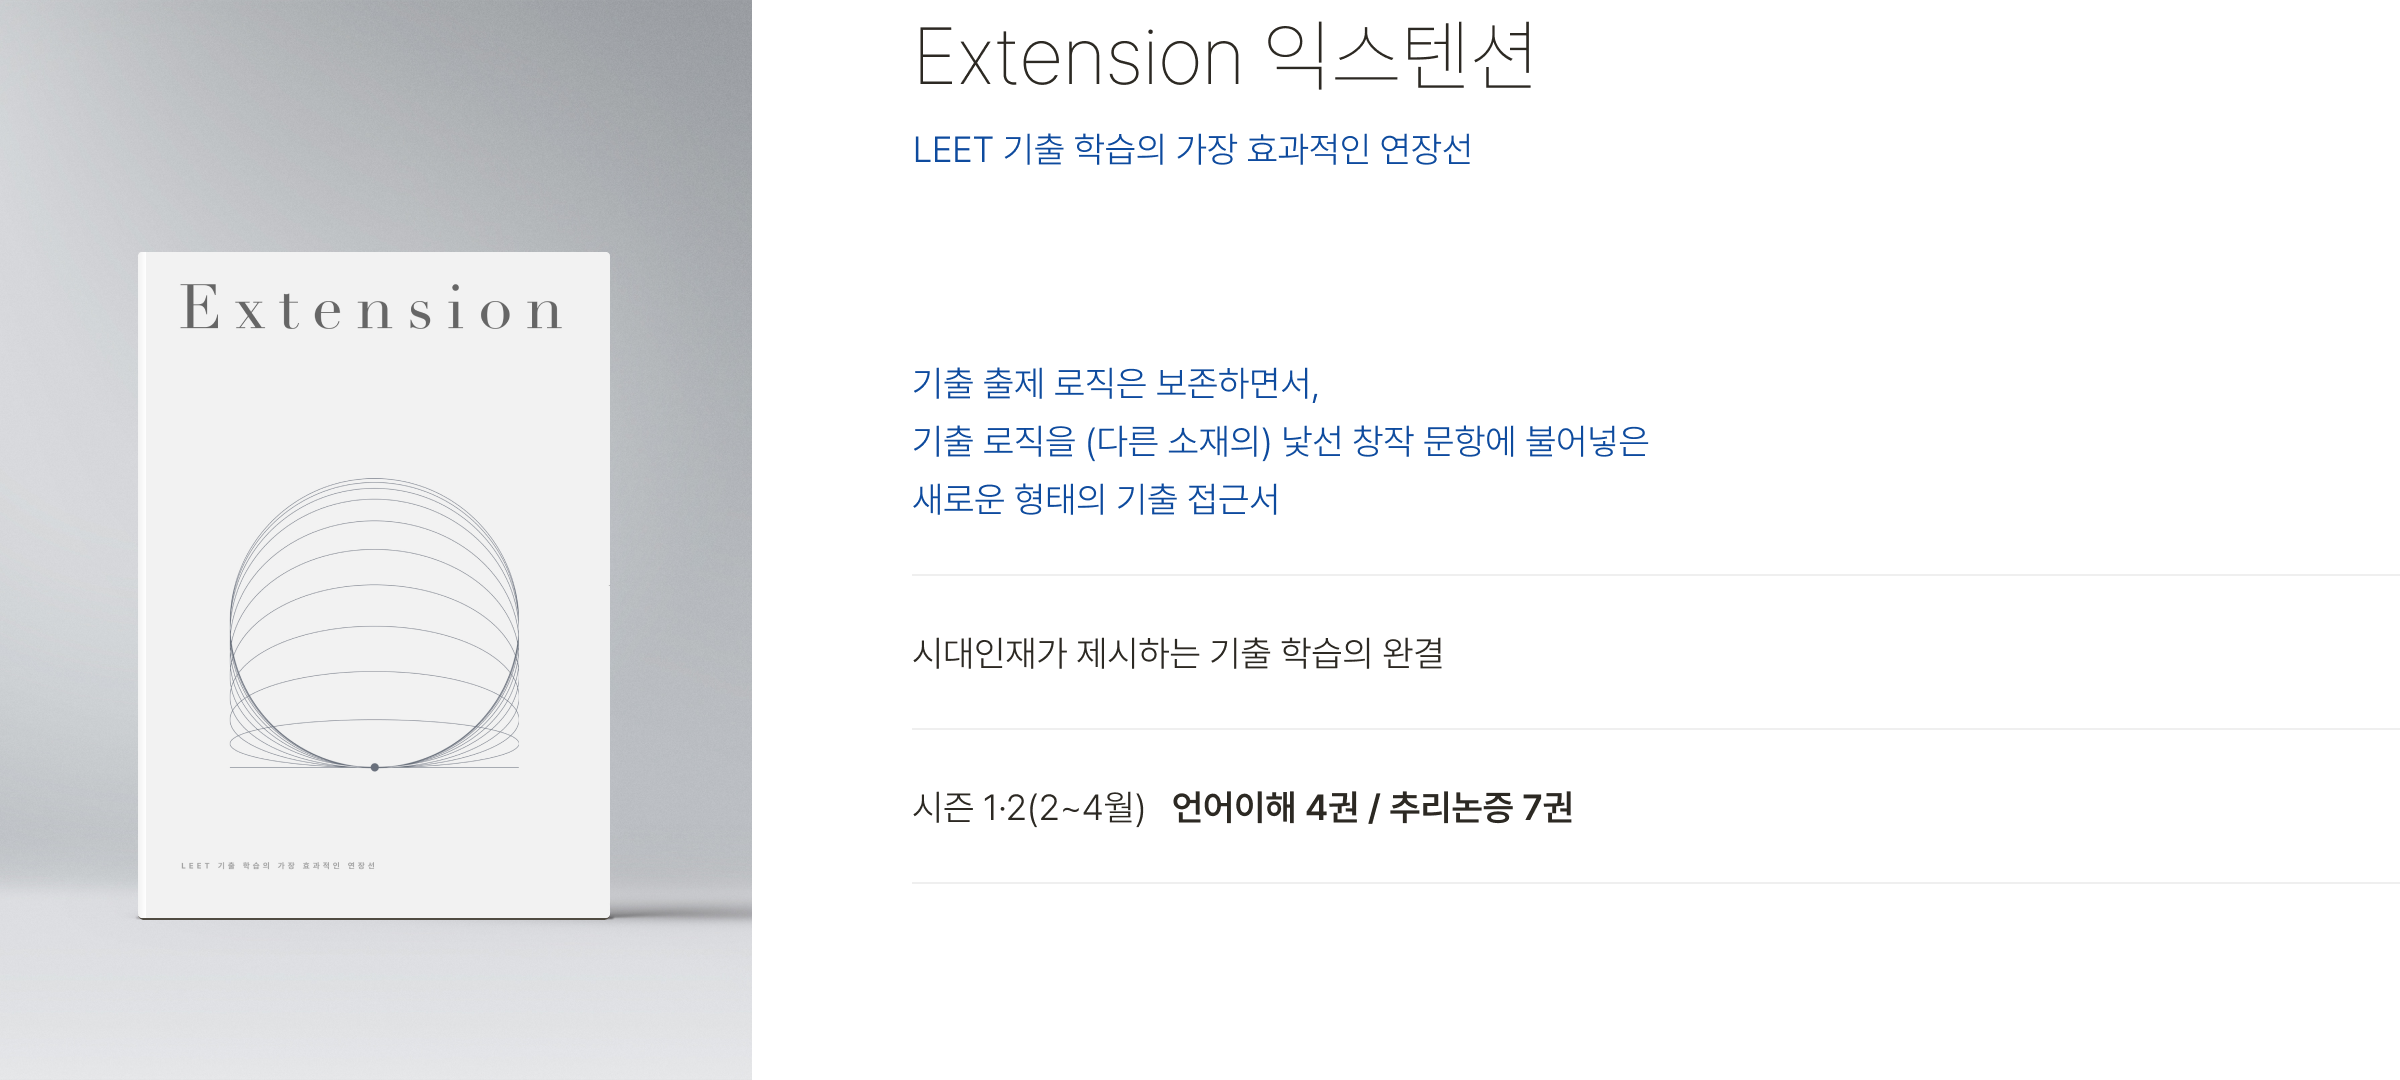 Extension
LEET 기출 학습의 가장 효과적인 연장선
Extension 익스텐션
LEET 기출 학습의 가장 효과적인 연장선
기출 출제 로직은 보존하면서,
기출 로직을 (다른 소재의) 낯선 창작 문항에 불어넣은
새로운 형태의 기출 접근서
시대인재가 제시하는 기출 학습의 완결
시즌 1·2(2~4월) 언어이해 4권 / 추리논증 7권